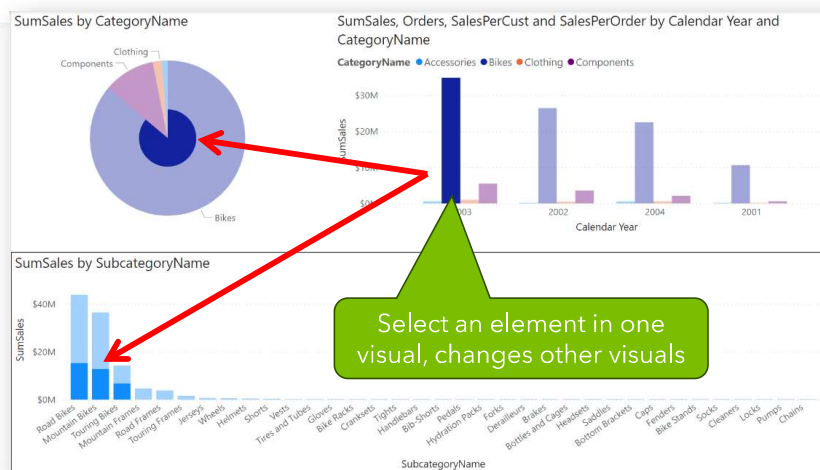 SumSales by CategoryName
Clothing
Components
Bikes
SumSales, Orders, SalesPerCust and SalesPerOrder by Calendar Year and
CategoryName
CategoryName Accessories Bikes Clothing Components
$30M
$20M
$0M
SumSales
2002
2004
2001
Calendar Year
Select an element in one
visual, changes other visuals
SumSales by SubcategoryName
$40M
$20M
$0M
SumSales
Road Bikes
Mountain Bikes
Touring Bikes
Mountain Frames
Road Frames
Touring Frames
Jerseys
Wheels
Helmets
Shorts
Vests
Tires and Tubes
Gloves
Bike Racks
Cranksets
Tights
Handlebars
Bib-Shorts
Pedals
Hydration Packs
Forks
Derailleurs
Brakes
Bottles and Cages
Headsets
Saddles
Bottom Brackets
Caps
Fenders
Bike Stands
Socks
Cleaners
Locks
Pumps
Chains
SubcategoryName